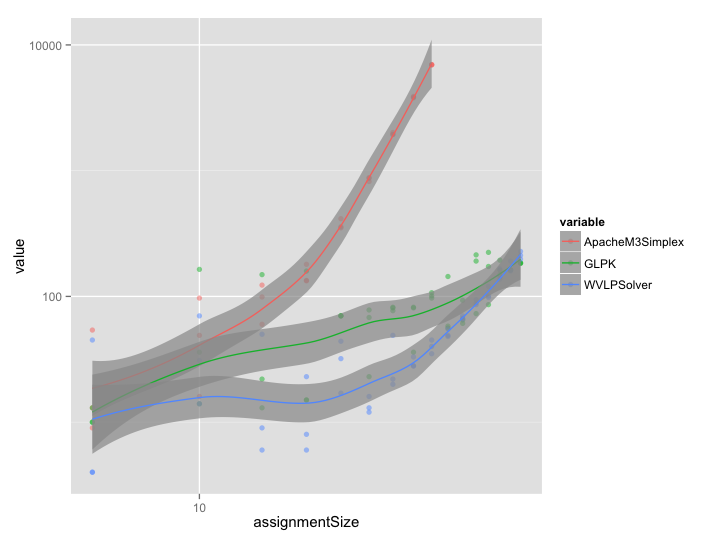 10000
100
value
10
assignmentSize
variable
ApacheM3Simplex
GLPK
WVLPSolver